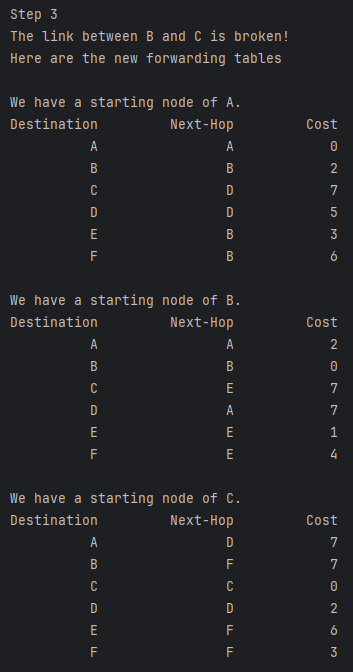 Step 3
The link between B and C is broken!
Here are the new forwarding tables
We have a starting node of A.
Destination Next-Hop Cost
A A 0
B B 2
C D 7
D D 5
E B 3
F B 6
We have a starting node of B.
Destination Next-Hop Cost
A A 2
B B 0
C E 7
D A 7
E E 1
F E 4
We have a starting node of C.
Destination Next-Hop Cost
A D 7
B F 7
C C 0
D D 2
E F 6
F F 3